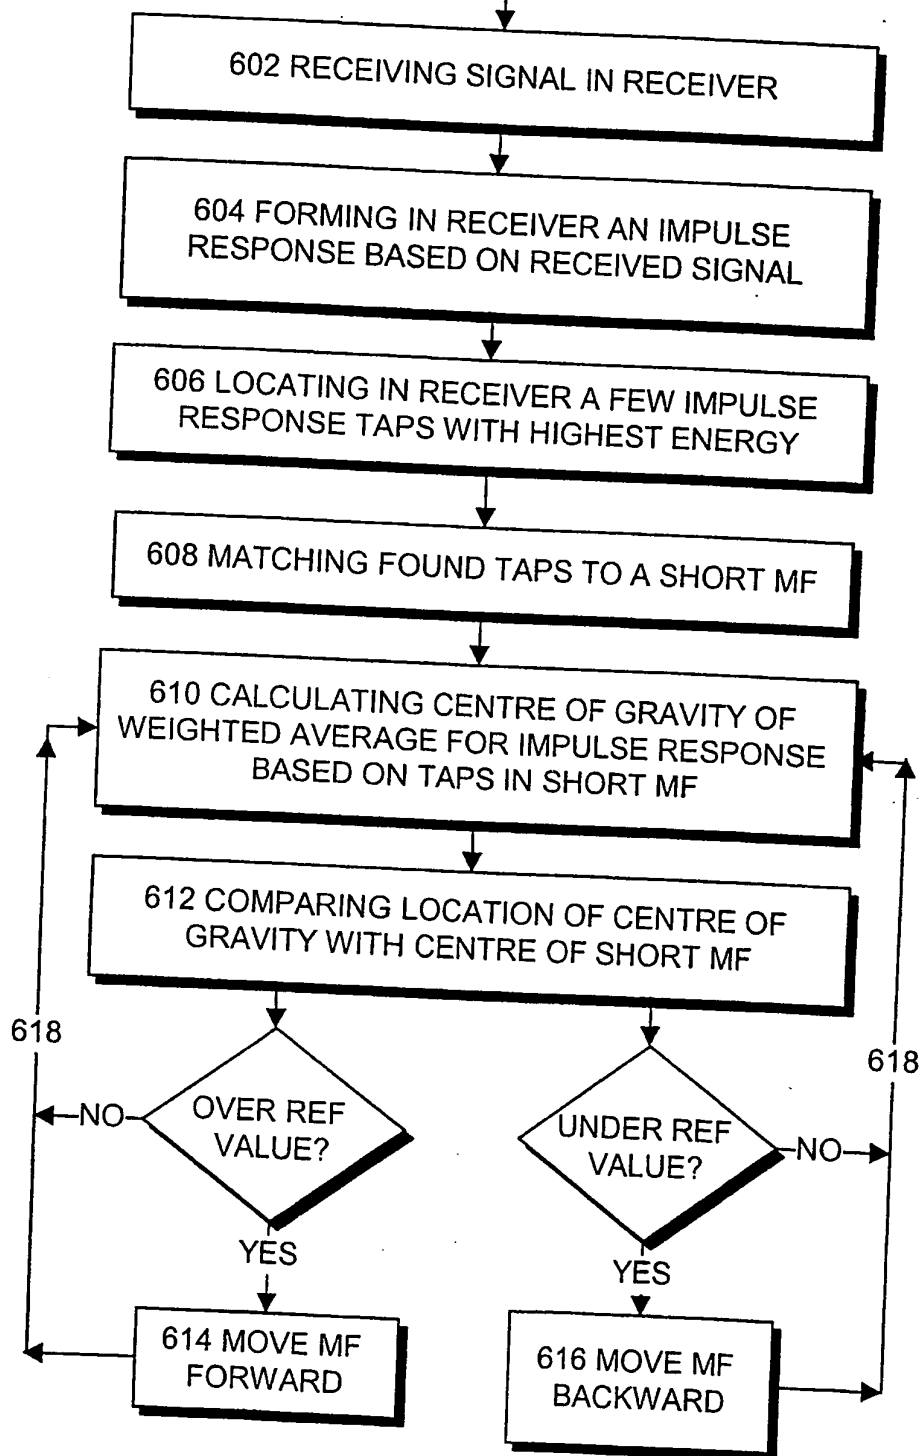 602 RECEIVING SIGNAL IN RECEIVER
604 FORMING IN RECEIVER AN IMPULSE
RESPONSE BASED ON RECEIVED SIGNAL
606 LOCATING IN RECEIVER A FEW IMPULSE
RESPONSE TAPS WITH HIGHEST ENERGY
608 MATCHING FOUND TAPS TO A SHORT MF
610 CALCULATING CENTRE OF GRAVITY OF
WEIGHTED AVERAGE FOR IMPULSE RESPONSE
BASED ON TAPS IN SHORT MF
612 COMPARING LOCATION OF CENTRE OF
GRAVITY WITH CENTRE OF SHORT MF
618
618
NO
OVER REF
VALUE?
UNDER REF
VALUE?
NO
YES
YES
614 MOVE MF
FORWARD
616 MOVE MF
BACKWARD